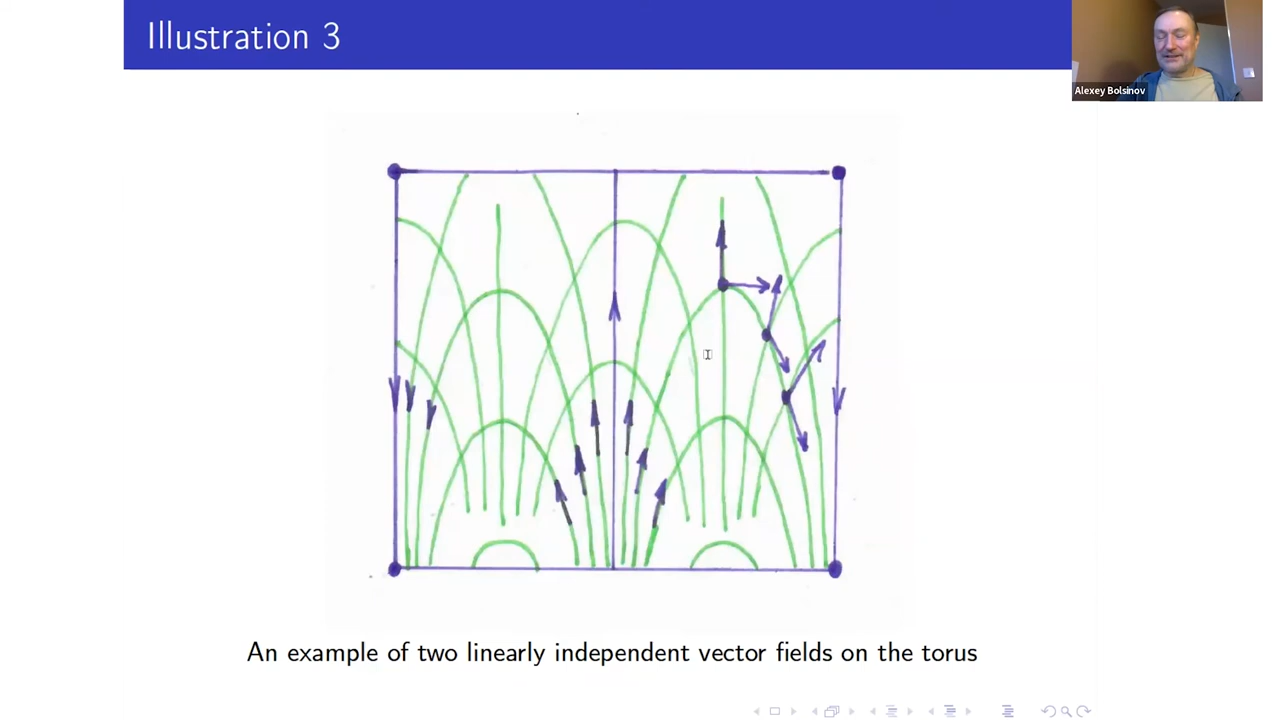 Illustration 3
Alexey Bolsinov
An example of two linearly independent vector fields on the torus